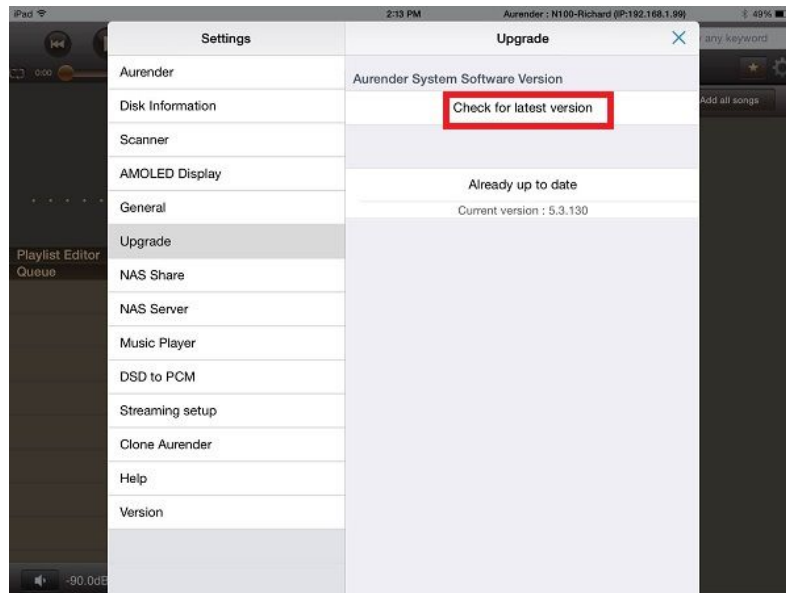 iPad 2:13 PM Aurender : N100-Richard (IP:192.168.1.99) 49%
Settings
Upgrade
any keyword
0:00
Aurender
Disk Information
Scanner
AMOLED Display
General
Upgrade
NAS Share
NAS Server
Music Player
DSD to PCM
Streaming setup
Clone Aurender
Help
Version
Aurender System Software Version
Check for latest version
Already up to date
Current version : 5.3.130
Add all songs
Playlist Editor
Queue
-90.0dB